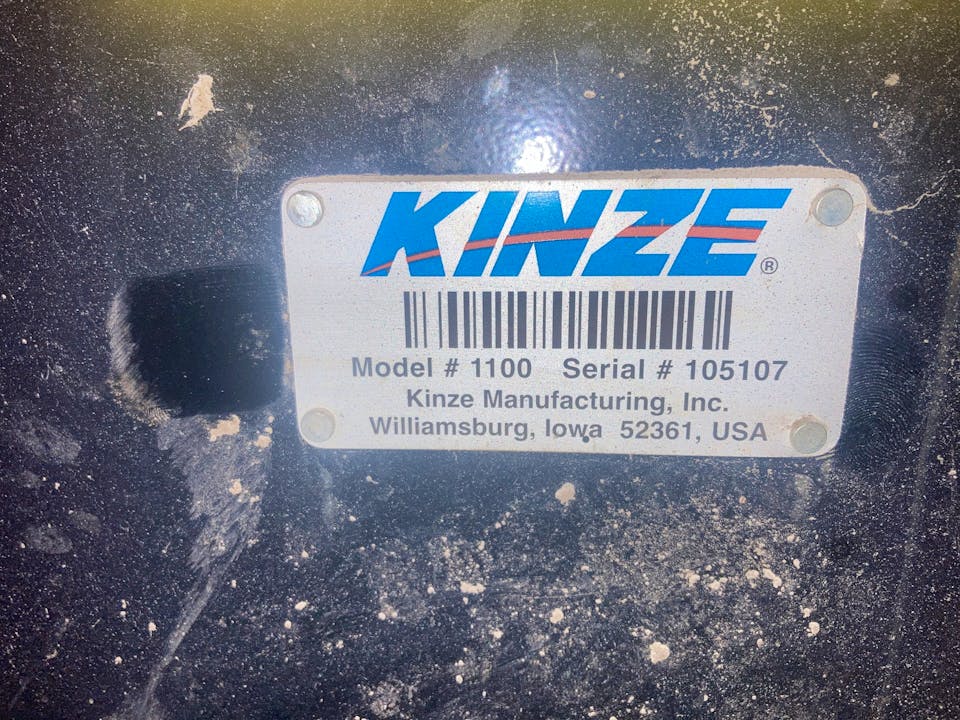 KINZE®
Model # 1100 Serial # 105107
Kinze Manufacturing, Inc.
Williamsburg, Iowa 52361, USA